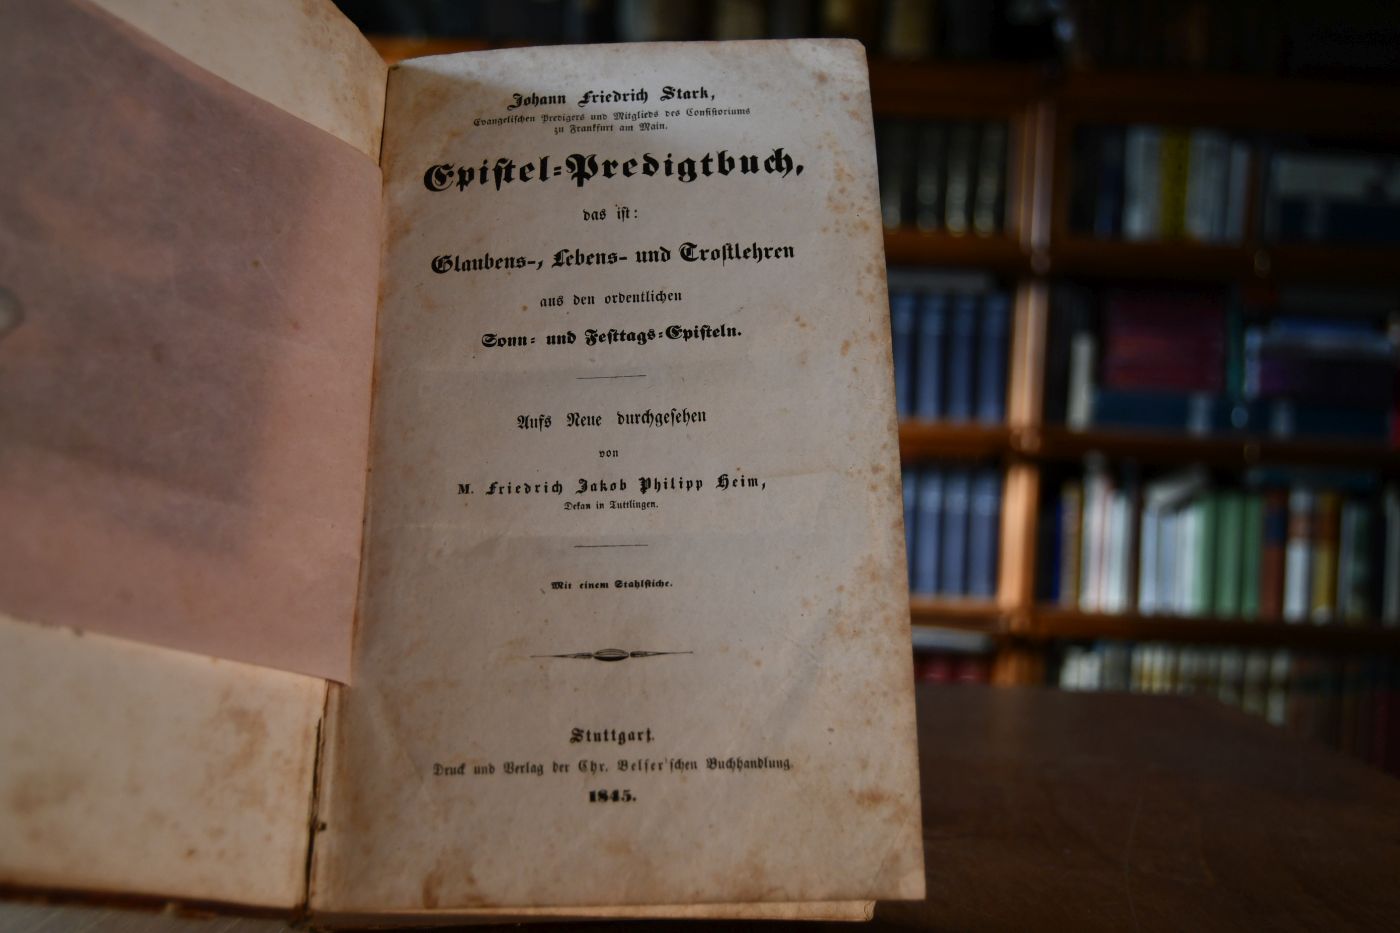 Johann Friedrich Stark,
Evangelischen Predigers und Mitglieds des Consistoriums
zu Frankfurt am Main.
Epistel=Predigtbuch,
das ist:
Glaubens-, Lebens- und Trostlehren
aus den ordentlichen
Sonn= und Festtags=Episteln.
Aufs Neue durchgesehen
von
M. Friedrich Jakob Philipp Heim,
Dekan in Tuttlingen.
Mit einem Stahlstiche.
Stuttgart.
Druck und Verlag der Chr. Belser'schen Buchhandlung.
1845.